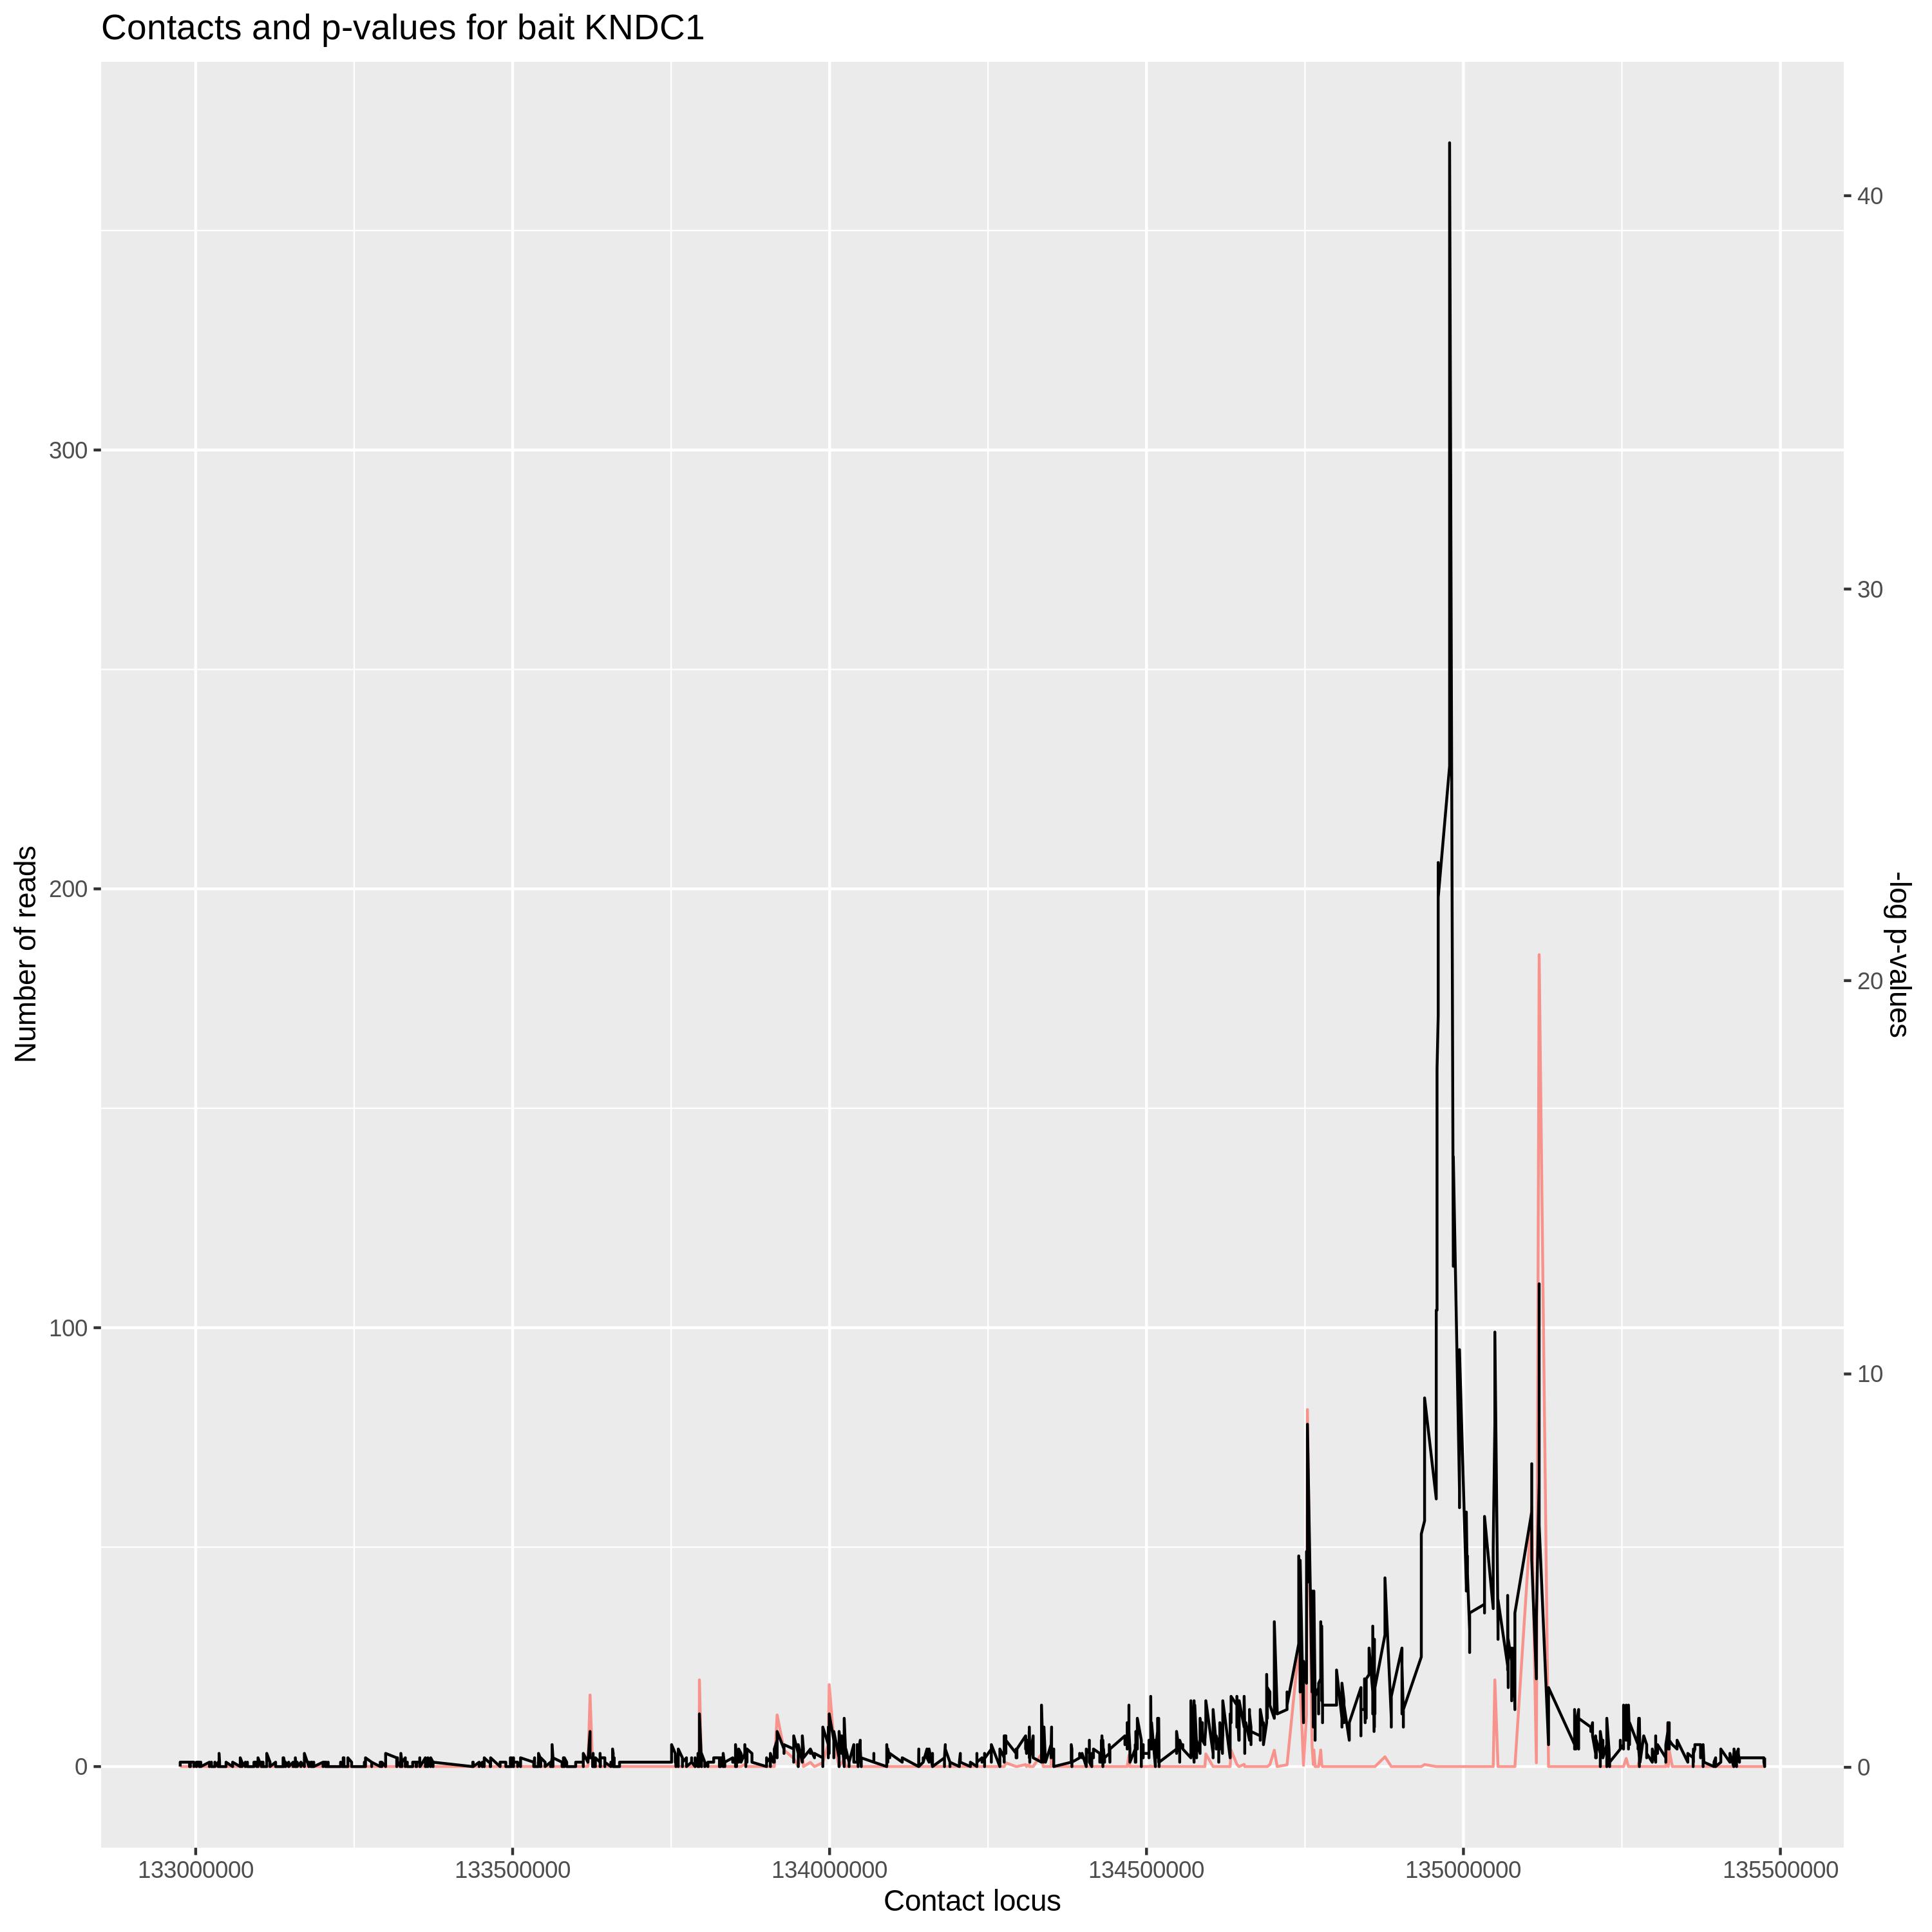 Contacts and p-values for bait KNDC1
40
300
30
Number of reads
200
-log p-values
20
100
10
0
0
133000000 133500000 134000000 134500000 135000000 135500000
Contact locus